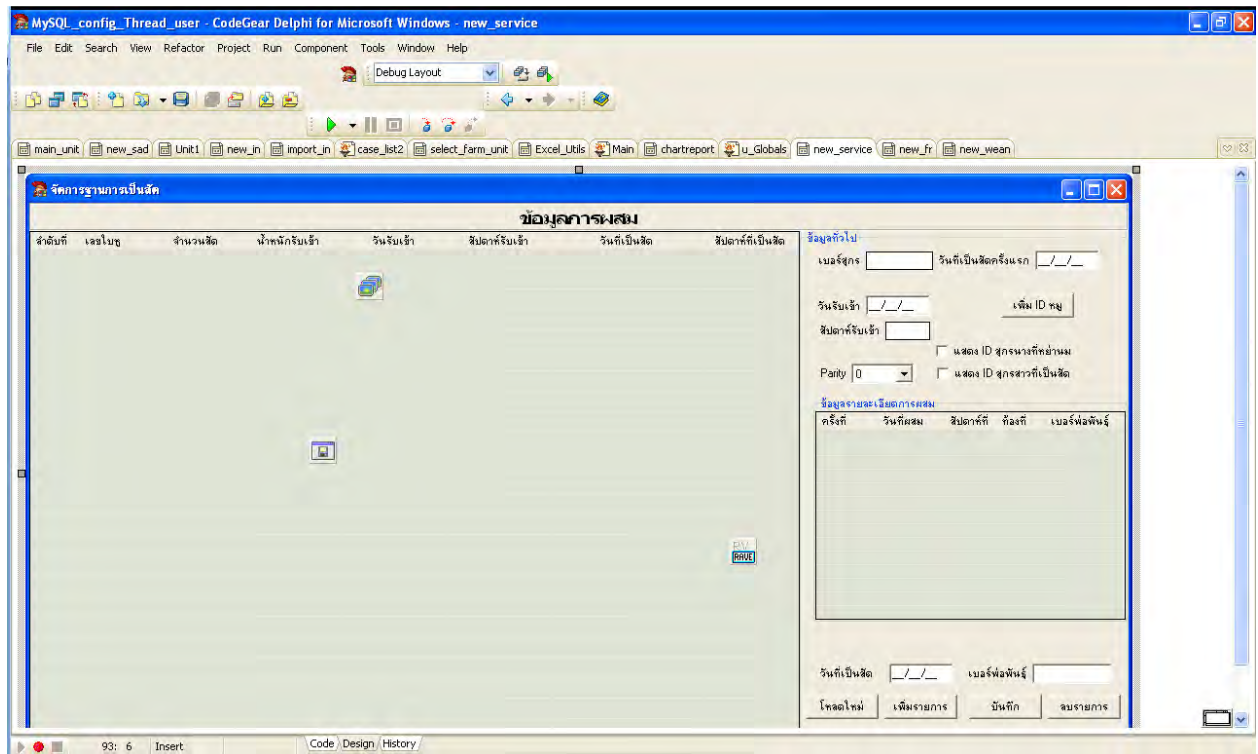 MySQL_config_Thread_user - CodeGear Delphi for Microsoft Windows - new_service
File Edit Search View Refactor Project Run Component Tools Window Help
Debug Layout
main_unit new_sad Unit1 new_in import_in case_list2 select_farm_unit Excel_Utils Main chartreport u_Globals new_service new_fr new_wean
จัดการฐานการเป็นสัด
ข้อมูลการผสม
ลำดับที่ เลขใบหู จำนวนสัด น้ำหนักรับเข้า วันรับเข้า สัปดาห์รับเข้า วันที่เป็นสัด สัปดาห์ที่เป็นสัด
ข้อมูลทั่วไป
เบอร์สุกร วันที่เป็นสัดครั้งแรก __/__/__
วันรับเข้า __/__/__ เพิ่ม ID หมู
สัปดาห์รับเข้า
แสดง ID สุกรนางที่หย่านม
Parity 0 แสดง ID สุกรสาวที่เป็นสัด
ข้อมูลรายละเอียดการผสม
ครั้งที่ วันที่ผสม สัปดาห์ที่ ท้องที่ เบอร์พ่อพันธุ์
RAVE
วันที่เป็นสัด __/__/__ เบอร์พ่อพันธุ์
โหลดใหม่ เพิ่มรายการ บันทึก ลบรายการ
93: 6 Insert Code Design History